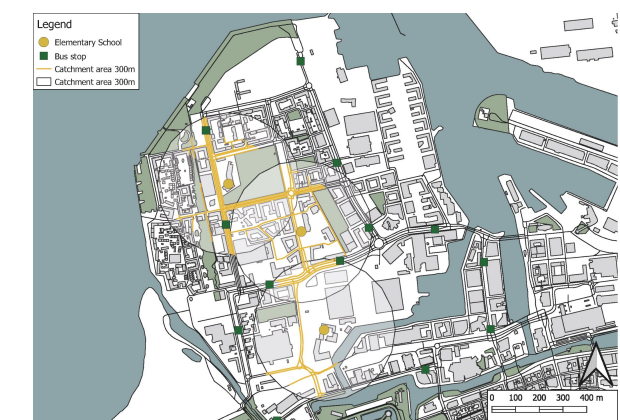 Legend
Elementary School
Bus stop
Catchment area 300m
Catchment area 300m
0 100 200 300 400 m